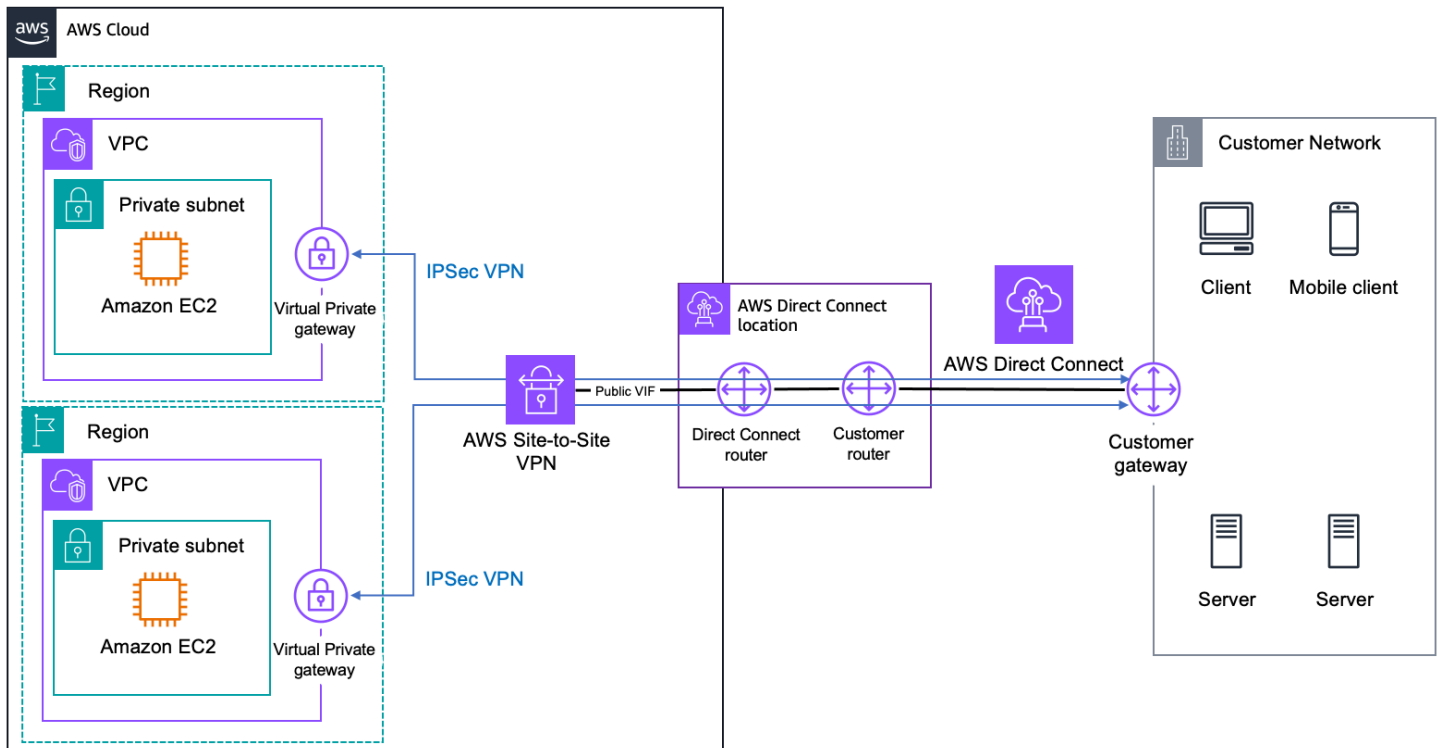 aws
AWS Cloud
Region
VPC
Private subnet
Amazon EC2
Virtual Private
gateway
IPSec VPN
Region
VPC
Private subnet
Amazon EC2
Virtual Private
gateway
IPSec VPN
AWS Site-to-Site
VPN
Public VIF
AWS Direct Connect
location
Direct Connect
router
Customer
router
AWS Direct Connect
Customer
gateway
Customer Network
Client
Mobile client
Server
Server